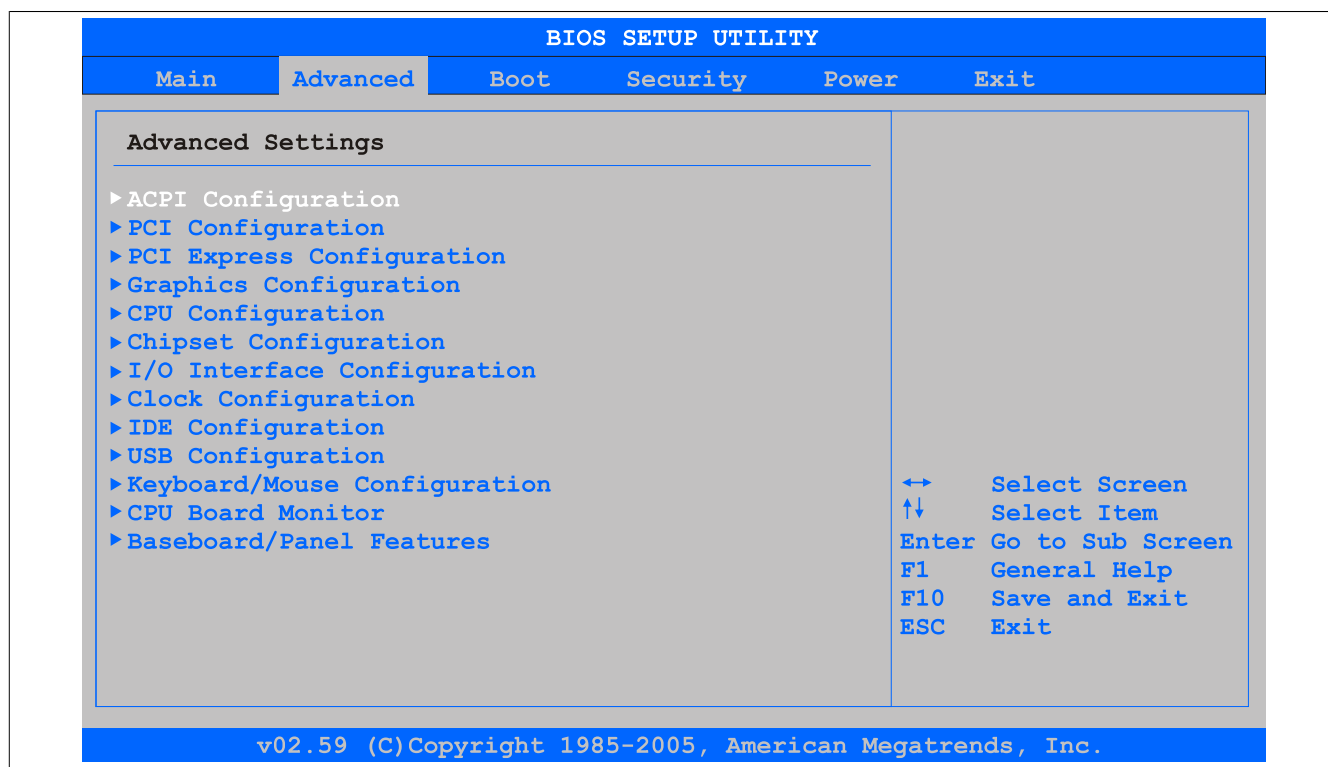 BIOS SETUP UTILITY
Main Advanced Boot Security Power Exit
Advanced Settings
▶ACPI Configuration
▶PCI Configuration
▶PCI Express Configuration
▶Graphics Configuration
▶CPU Configuration
▶Chipset Configuration
▶I/O Interface Configuration
▶Clock Configuration
▶IDE Configuration
▶USB Configuration
▶Keyboard/Mouse Configuration
▶CPU Board Monitor
▶Baseboard/Panel Features
↔ Select Screen
↑↓ Select Item
Enter Go to Sub Screen
F1 General Help
F10 Save and Exit
ESC Exit
v02.59 (C)Copyright 1985-2005, American Megatrends, Inc.